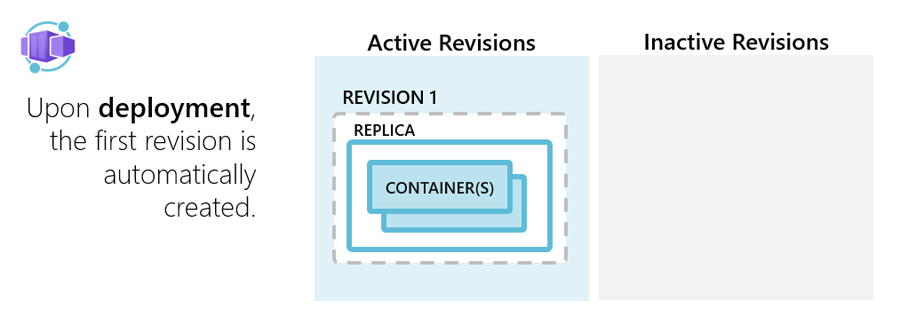 Upon deployment,
the first revision is
automatically
created.
Active Revisions
REVISION 1
REPLICA
CONTAINER(S)
Inactive Revisions